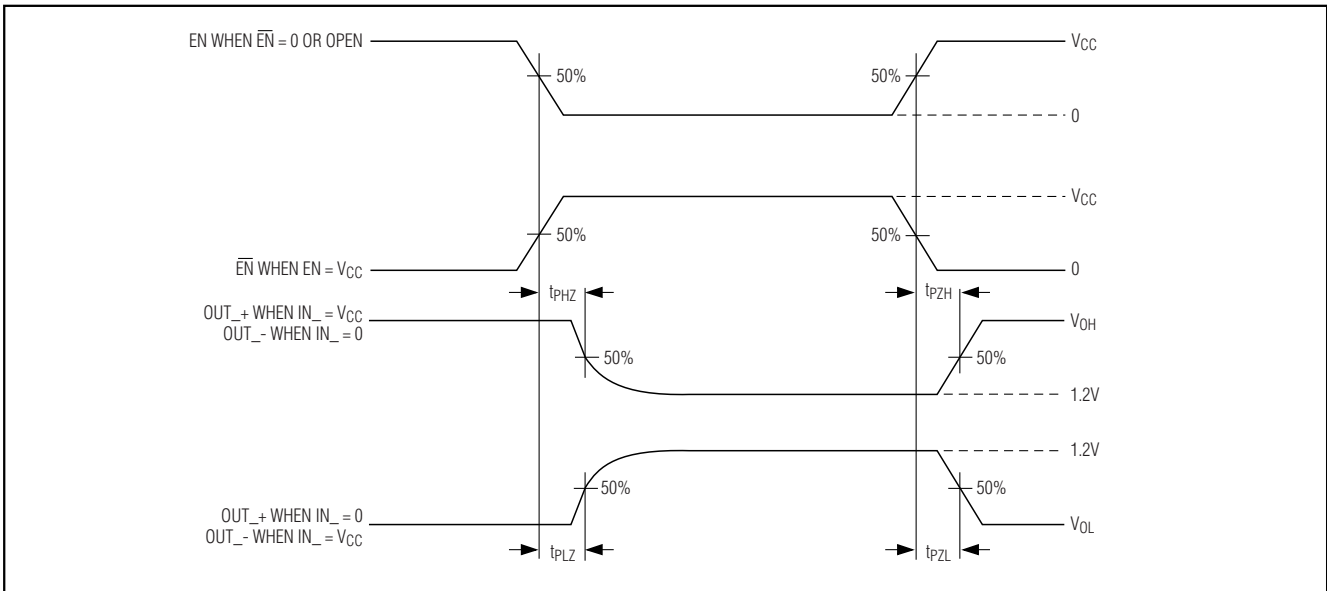 EN WHEN E̅N̅ = 0 OR OPEN
VCC
50%
50%
0
VCC
50%
50%
E̅N̅ WHEN EN = VCC
0
tPHZ
tPZH
OUT_+ WHEN IN_ = VCC
OUT_- WHEN IN_ = 0
VOH
50%
50%
1.2V
1.2V
50%
50%
OUT_+ WHEN IN_ = 0
OUT_- WHEN IN_ = VCC
VOL
tPLZ
tPZL